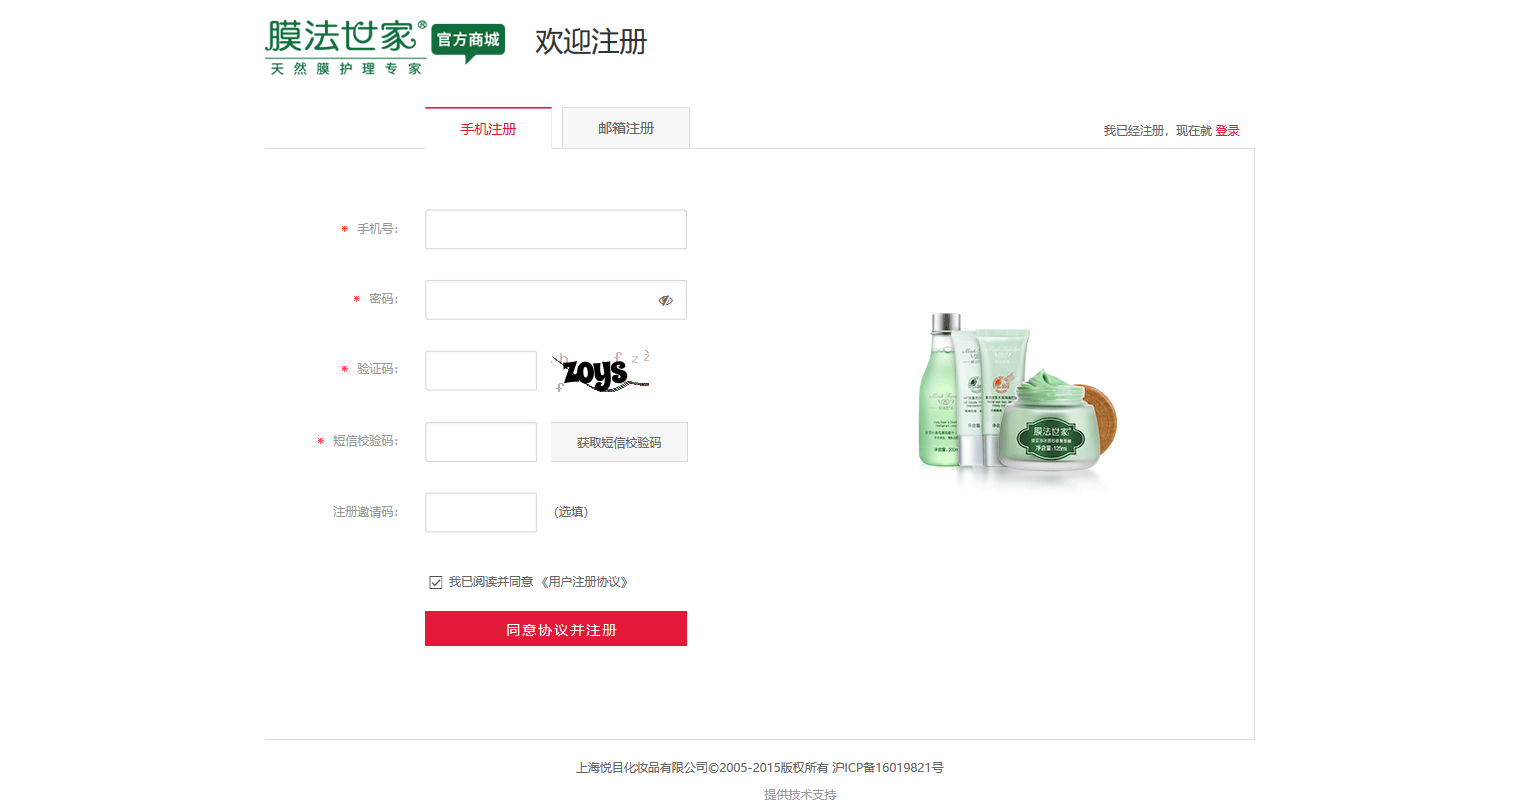 膜法世家®
官方商城
天然膜护理专家
欢迎注册
手机注册
邮箱注册
我已经注册，现在就 登录
* 手机号：
* 密码：
* 验证码：
zoys
* 短信校验码：
获取短信校验码
注册邀请码：
(选填)
我已阅读并同意 《用户注册协议》
同意协议并注册
膜法世家
净含量:125ml
上海悦目化妆品有限公司©2005-2015版权所有 沪ICP备16019821号
提供技术支持